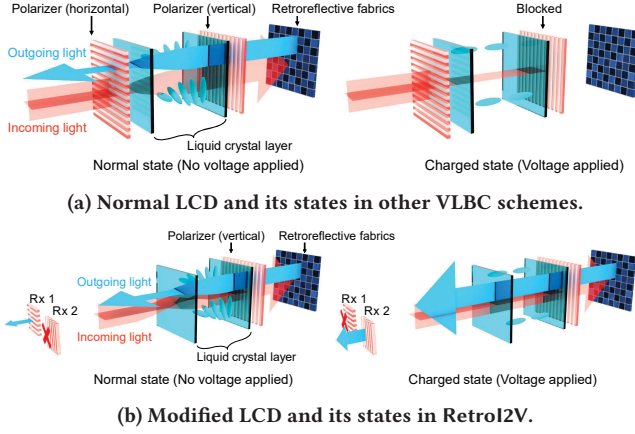 Polarizer (horizontal)
Polarizer (vertical)
Retroreflective fabrics
Blocked
Outgoing light
Incoming light
Liquid crystal layer
Normal state (No voltage applied)
Charged state (Voltage applied)
(a) Normal LCD and its states in other VLBC schemes.
Polarizer (vertical)
Retroreflective fabrics
Outgoing light
Rx 1
Rx 2
Incoming light
Liquid crystal layer
Rx 1
Rx 2
Normal state (No voltage applied)
Charged state (Voltage applied)
(b) Modified LCD and its states in RetroI2V.